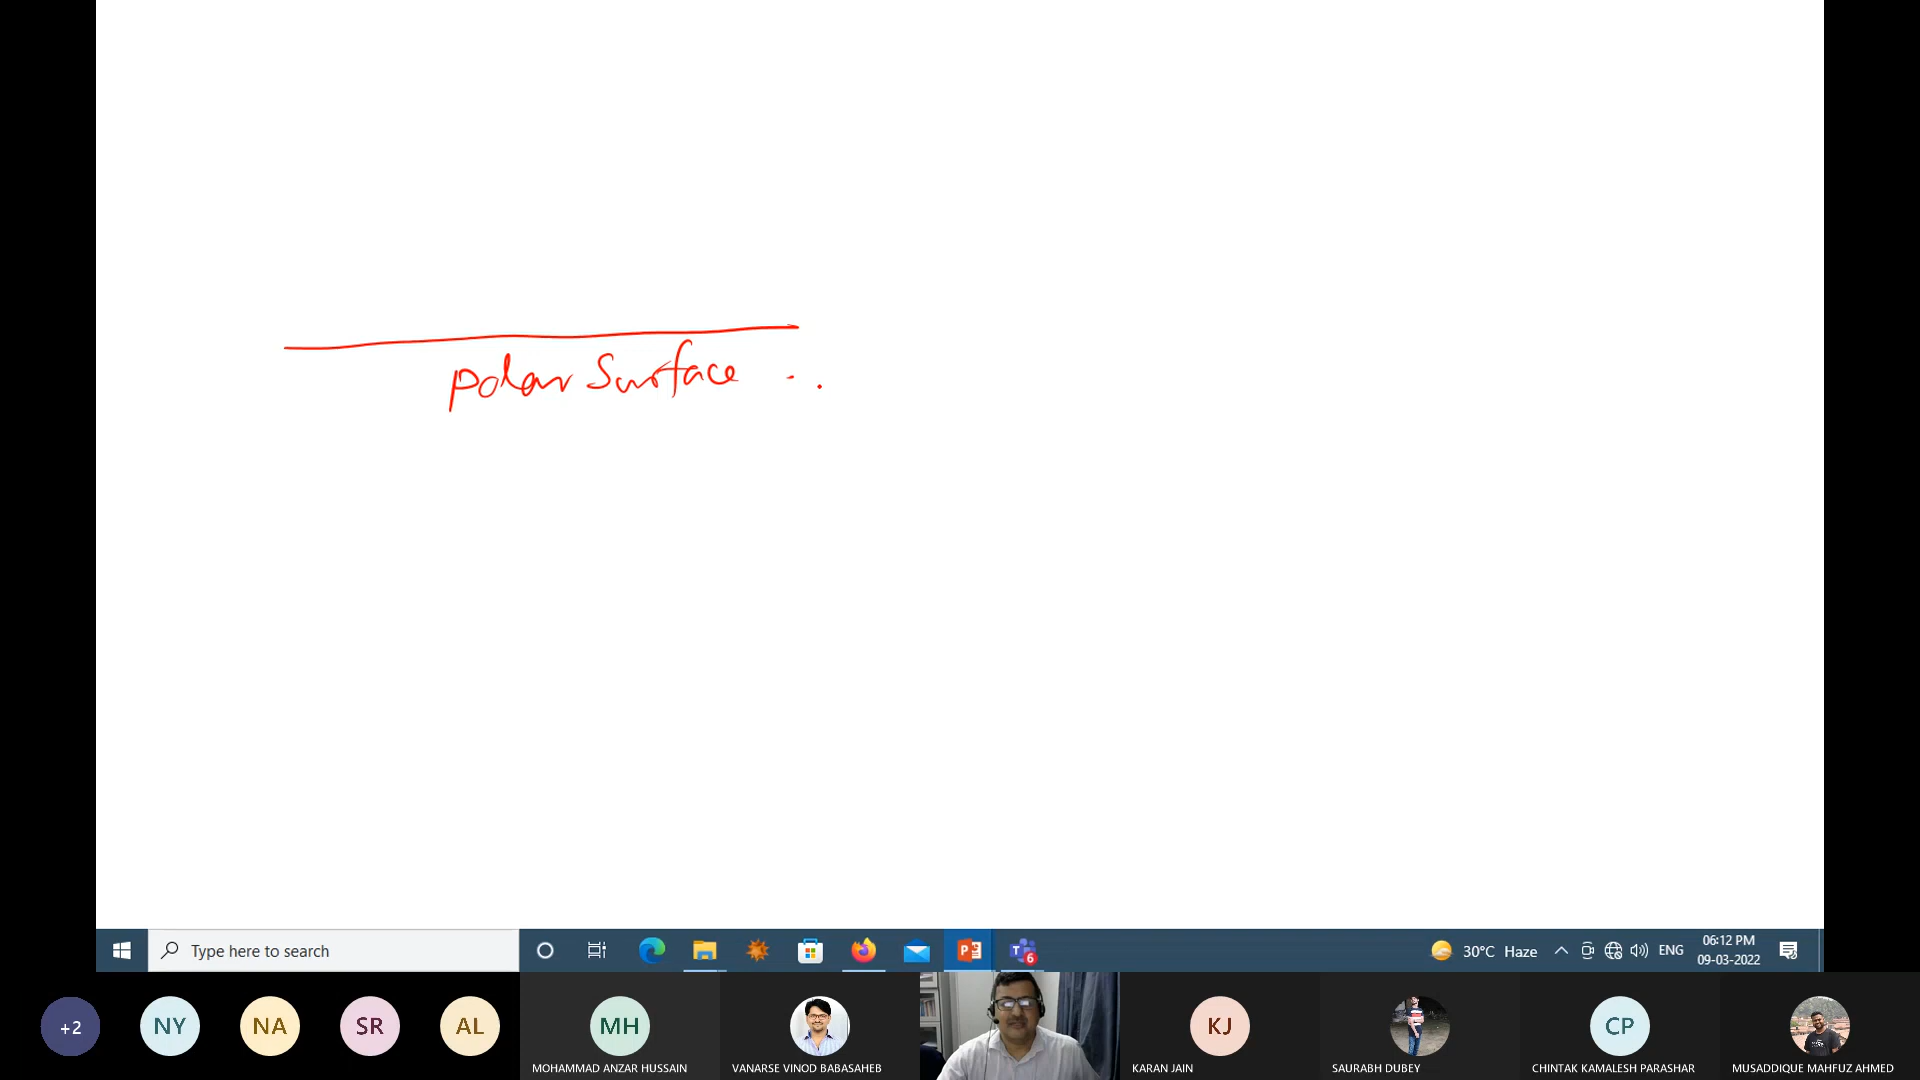 polar Surface ..
Type here to search
30°C Haze
ENG
06:12 PM
09-03-2022
6
+2
NY
NA
SR
AL
MH
KJ
CP
MOHAMMAD ANZAR HUSSAIN
VANARSE VINOD BABASAHEB
KARAN JAIN
SAURABH DUBEY
CHINTAK KAMALESH PARASHAR
MUSADDIQUE MAHFUZ AHMED